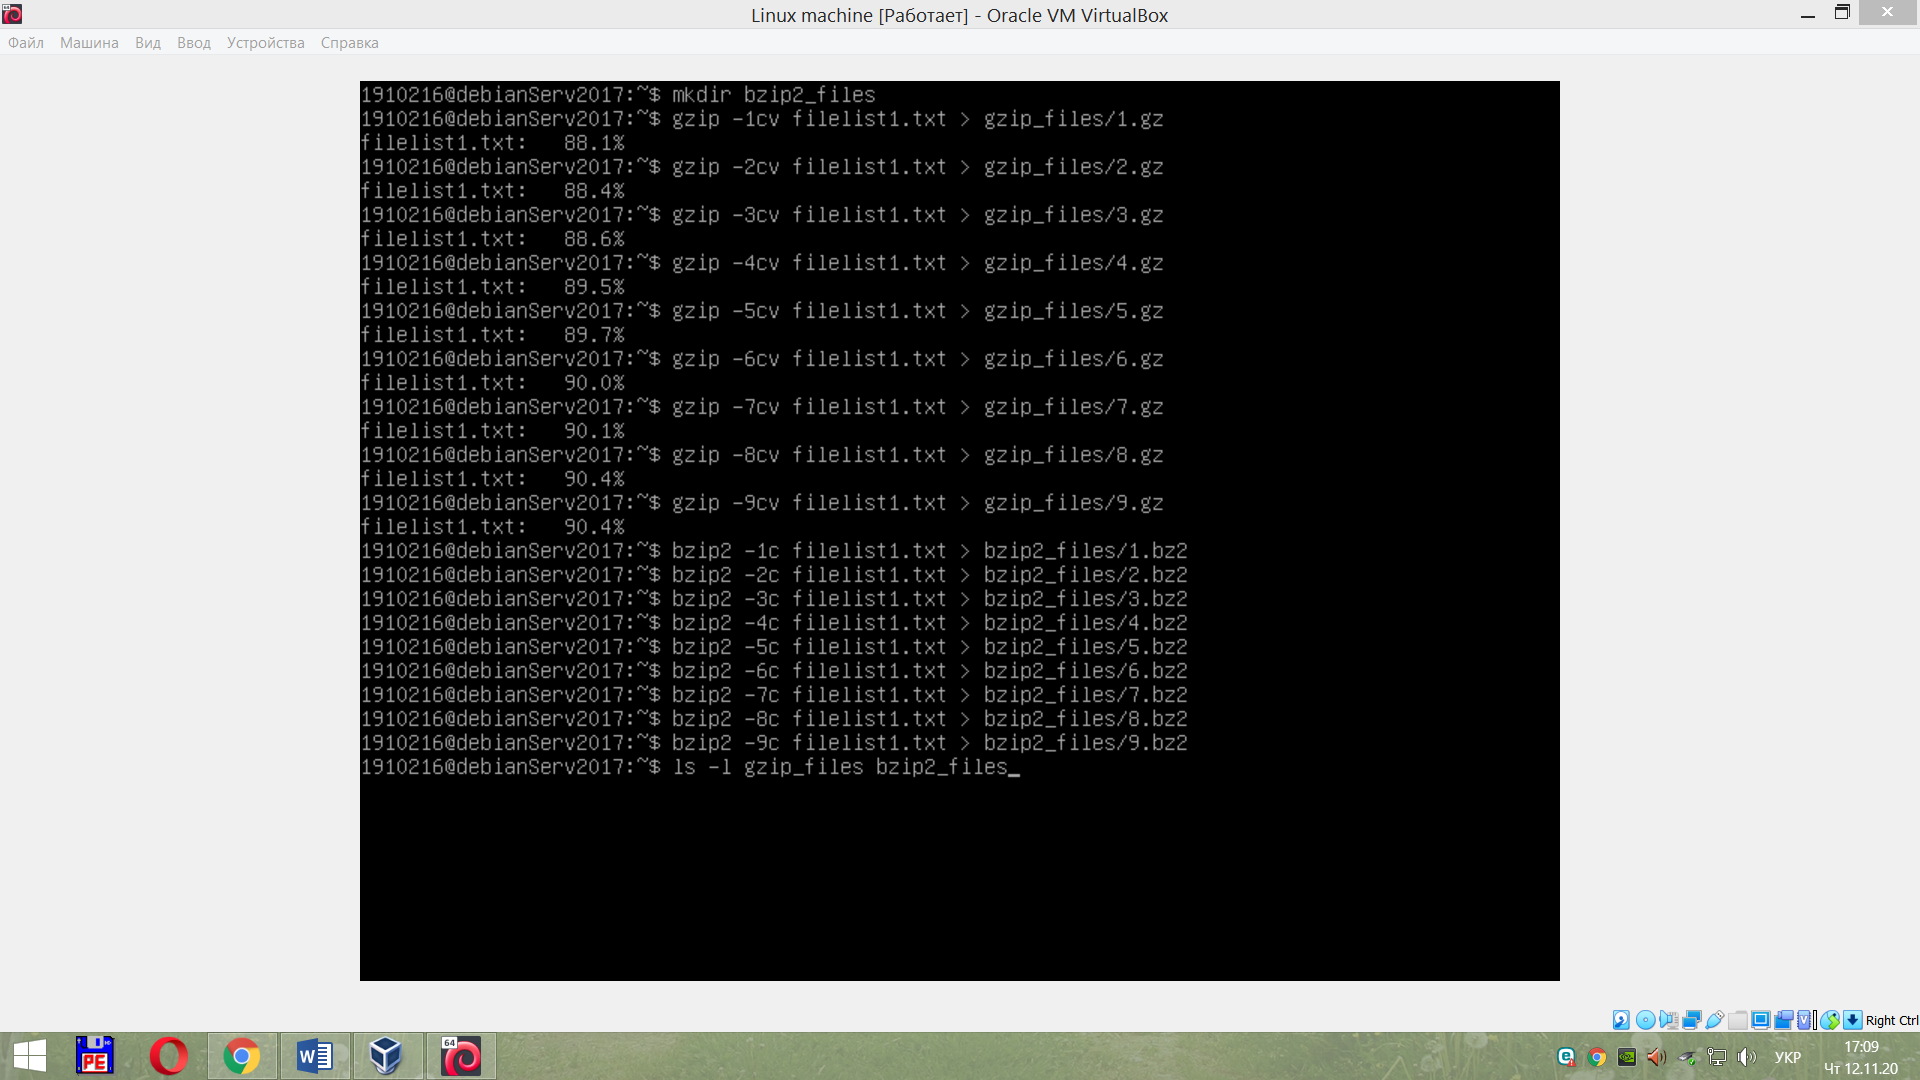 Linux machine [Работает] - Oracle VM VirtualBox
Файл Машина Вид Ввод Устройства Справка
1910216@debianServ2017:~$ mkdir bzip2_files
1910216@debianServ2017:~$ gzip -1cv filelist1.txt > gzip_files/1.gz
filelist1.txt:   88.1%
1910216@debianServ2017:~$ gzip -2cv filelist1.txt > gzip_files/2.gz
filelist1.txt:   88.4%
1910216@debianServ2017:~$ gzip -3cv filelist1.txt > gzip_files/3.gz
filelist1.txt:   88.6%
1910216@debianServ2017:~$ gzip -4cv filelist1.txt > gzip_files/4.gz
filelist1.txt:   89.5%
1910216@debianServ2017:~$ gzip -5cv filelist1.txt > gzip_files/5.gz
filelist1.txt:   89.7%
1910216@debianServ2017:~$ gzip -6cv filelist1.txt > gzip_files/6.gz
filelist1.txt:   90.0%
1910216@debianServ2017:~$ gzip -7cv filelist1.txt > gzip_files/7.gz
filelist1.txt:   90.1%
1910216@debianServ2017:~$ gzip -8cv filelist1.txt > gzip_files/8.gz
filelist1.txt:   90.4%
1910216@debianServ2017:~$ gzip -9cv filelist1.txt > gzip_files/9.gz
filelist1.txt:   90.4%
1910216@debianServ2017:~$ bzip2 -1c filelist1.txt > bzip2_files/1.bz2
1910216@debianServ2017:~$ bzip2 -2c filelist1.txt > bzip2_files/2.bz2
1910216@debianServ2017:~$ bzip2 -3c filelist1.txt > bzip2_files/3.bz2
1910216@debianServ2017:~$ bzip2 -4c filelist1.txt > bzip2_files/4.bz2
1910216@debianServ2017:~$ bzip2 -5c filelist1.txt > bzip2_files/5.bz2
1910216@debianServ2017:~$ bzip2 -6c filelist1.txt > bzip2_files/6.bz2
1910216@debianServ2017:~$ bzip2 -7c filelist1.txt > bzip2_files/7.bz2
1910216@debianServ2017:~$ bzip2 -8c filelist1.txt > bzip2_files/8.bz2
1910216@debianServ2017:~$ bzip2 -9c filelist1.txt > bzip2_files/9.bz2
1910216@debianServ2017:~$ ls -l gzip_files bzip2_files_
Right Ctrl
PE
64
УКР
17:09
Чт 12.11.20